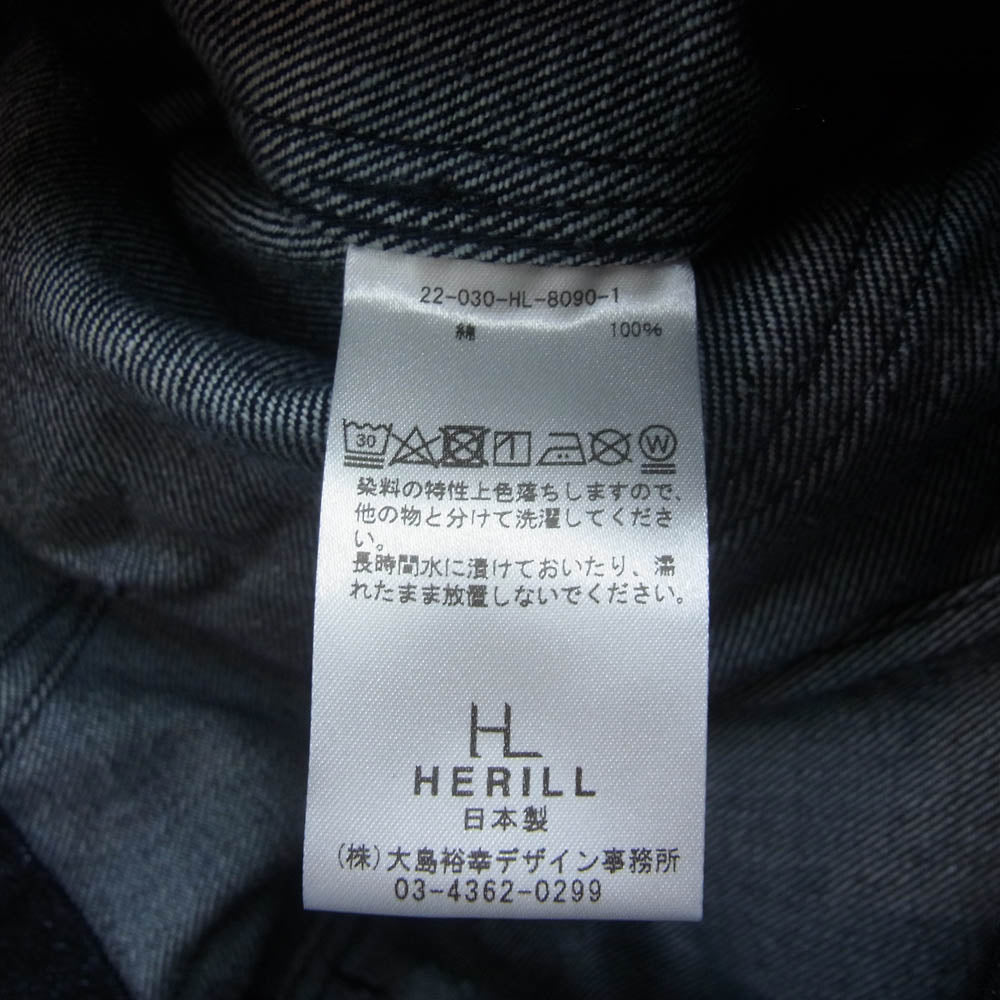 22-030-HL-8090-1
綿 100%
30 W
染料の特性上色落ちしますので、
他の物と分けて洗濯してくださ
い。
長時間水に漬けておいたり、濡
れたまま放置しないでください。
HL
HERILL
日本製
(株)大島裕幸デザイン事務所
03-4362-0299